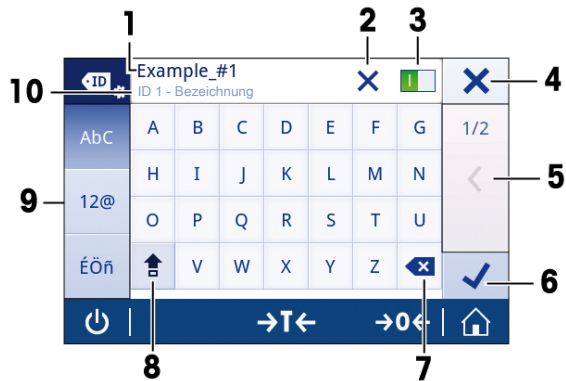 1 2 3
ID Example_#1 4
10 ID 1 - Bezeichnung
AbC A B C D E F G 1/2
H I J K L M N 5
9 12@
O P Q R S T U
ÉÖñ V W X Y Z 6
→T← →0←
8 7